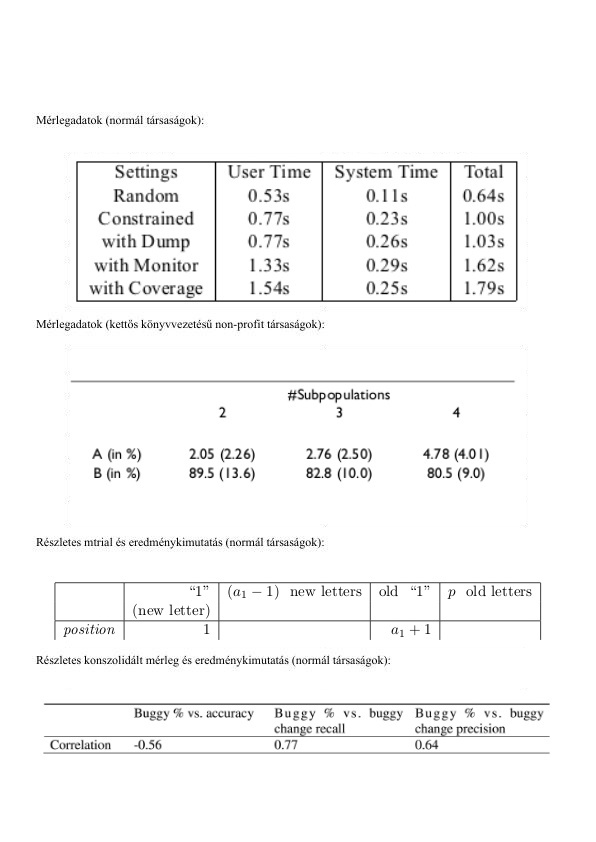 Mérlegadatok (normál társaságok):
Settings User Time System Time Total
Random 0.53s 0.11s 0.64s
Constrained 0.77s 0.23s 1.00s
with Dump 0.77s 0.26s 1.03s
with Monitor 1.33s 0.29s 1.62s
with Coverage 1.54s 0.25s 1.79s
Mérlegadatok (kettős könyvvezetésű non-profit társaságok):
#Subpopulations
2 3 4
A (in %) 2.05 (2.26) 2.76 (2.50) 4.78 (4.01)
B (in %) 89.5 (13.6) 82.8 (10.0) 80.5 (9.0)
Részletes mtrial és eredménykimutatás (normál társaságok):
“1” (a₁ − 1) new letters old “1” p old letters
(new letter)
position 1 a₁ + 1
Részletes konszolidált mérleg és eredménykimutatás (normál társaságok):
Buggy % vs. accuracy Buggy % vs. buggy Buggy % vs. buggy
change recall change precision
Correlation -0.56 0.77 0.64